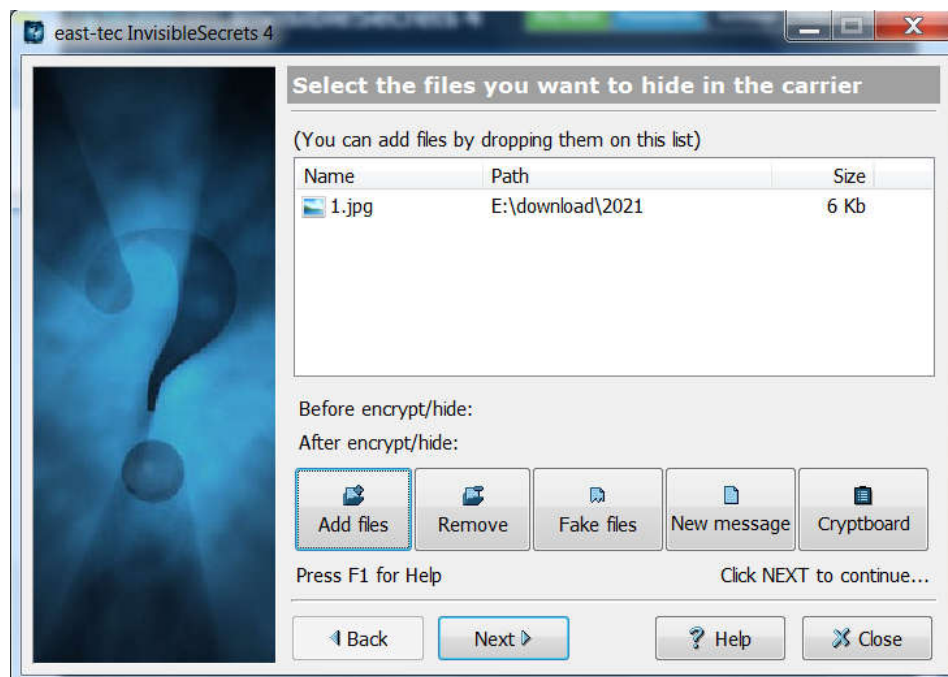 east-tec InvisibleSecrets 4
Select the files you want to hide in the carrier
(You can add files by dropping them on this list)
Name Path Size
1.jpg E:\download\2021 6 Kb
Before encrypt/hide:
After encrypt/hide:
Add files Remove Fake files New message Cryptboard
Press F1 for Help Click NEXT to continue...
Back Next Help Close